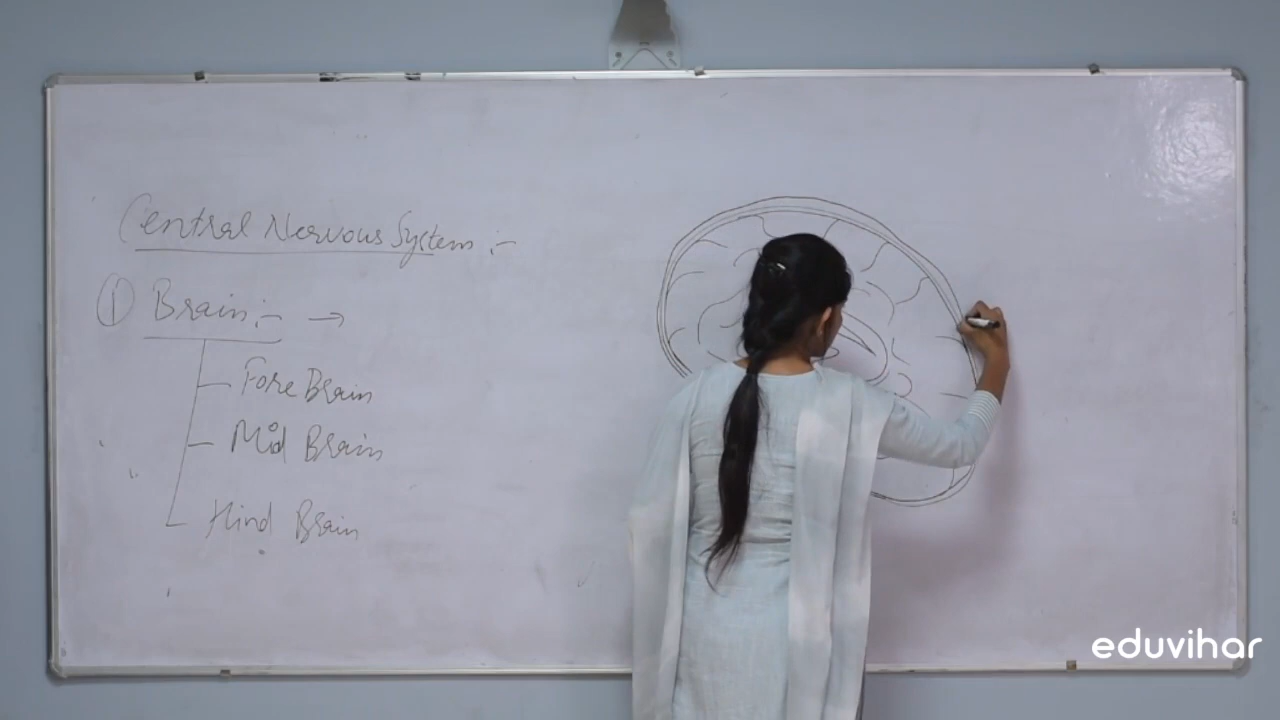 Central Nervous System :-
① Brain :- →
Fore Brain
Mid Brain
Hind Brain
eduvihar